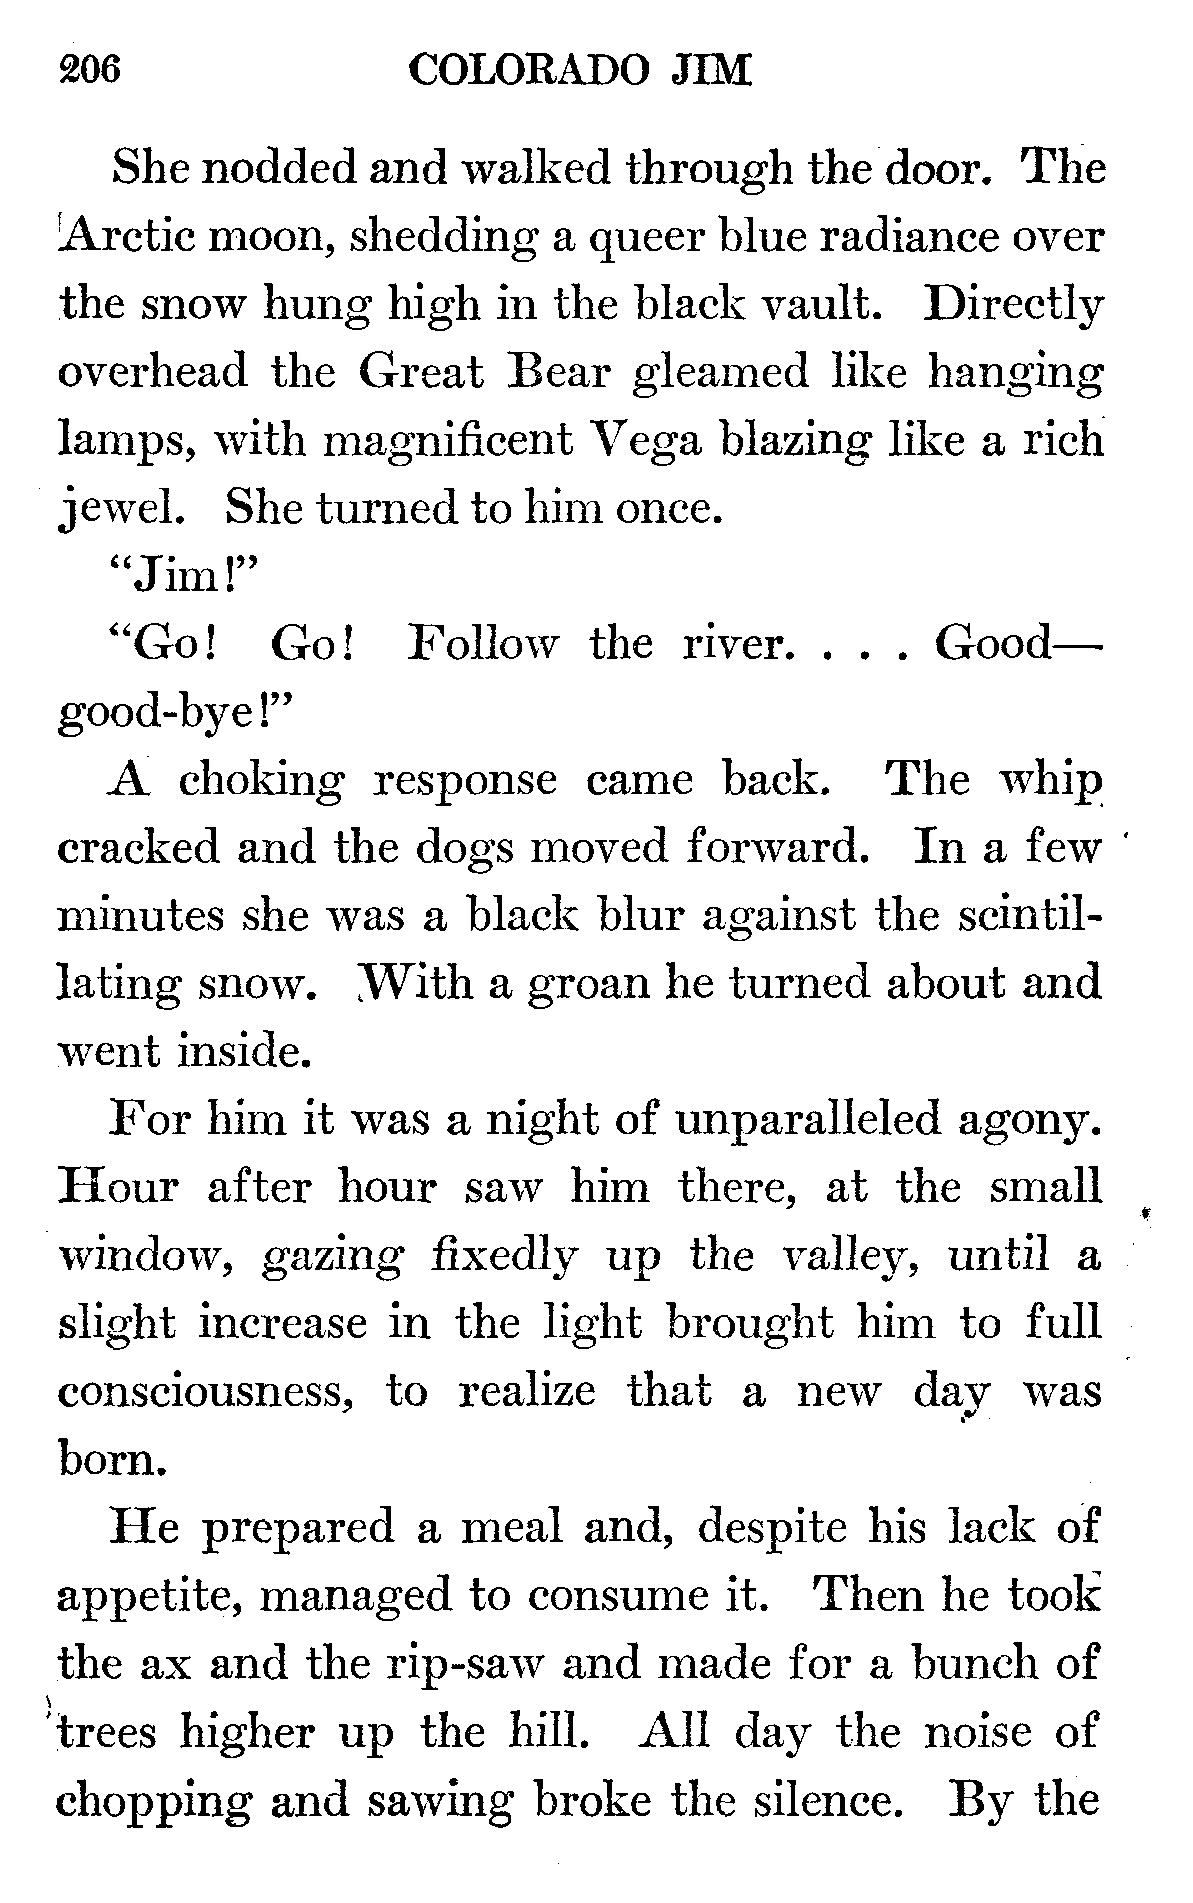 206 COLORADO JIM
She nodded and walked through the door. The
Arctic moon, shedding a queer blue radiance over
the snow hung high in the black vault. Directly
overhead the Great Bear gleamed like hanging
lamps, with magnificent Vega blazing like a rich
jewel. She turned to him once.
"Jim!"
"Go! Go! Follow the river. . . . Good—
good-bye!"
A choking response came back. The whip
cracked and the dogs moved forward. In a few
minutes she was a black blur against the scintil-
lating snow. With a groan he turned about and
went inside.
For him it was a night of unparalleled agony.
Hour after hour saw him there, at the small
window, gazing fixedly up the valley, until a
slight increase in the light brought him to full
consciousness, to realize that a new day was
born.
He prepared a meal and, despite his lack of
appetite, managed to consume it. Then he took
the ax and the rip-saw and made for a bunch of
trees higher up the hill. All day the noise of
chopping and sawing broke the silence. By the